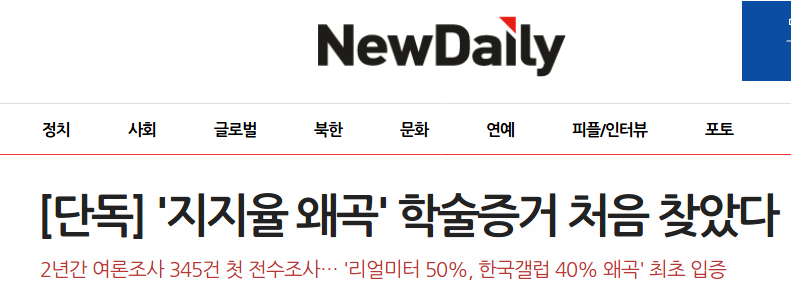 NewDaily
정치 사회 글로벌 북한 문화 연예 피플/인터뷰 포토
[단독] '지지율 왜곡' 학술증거 처음 찾았다
2년간 여론조사 345건 첫 전수조사… '리얼미터 50%, 한국갤럽 40% 왜곡' 최초 입증